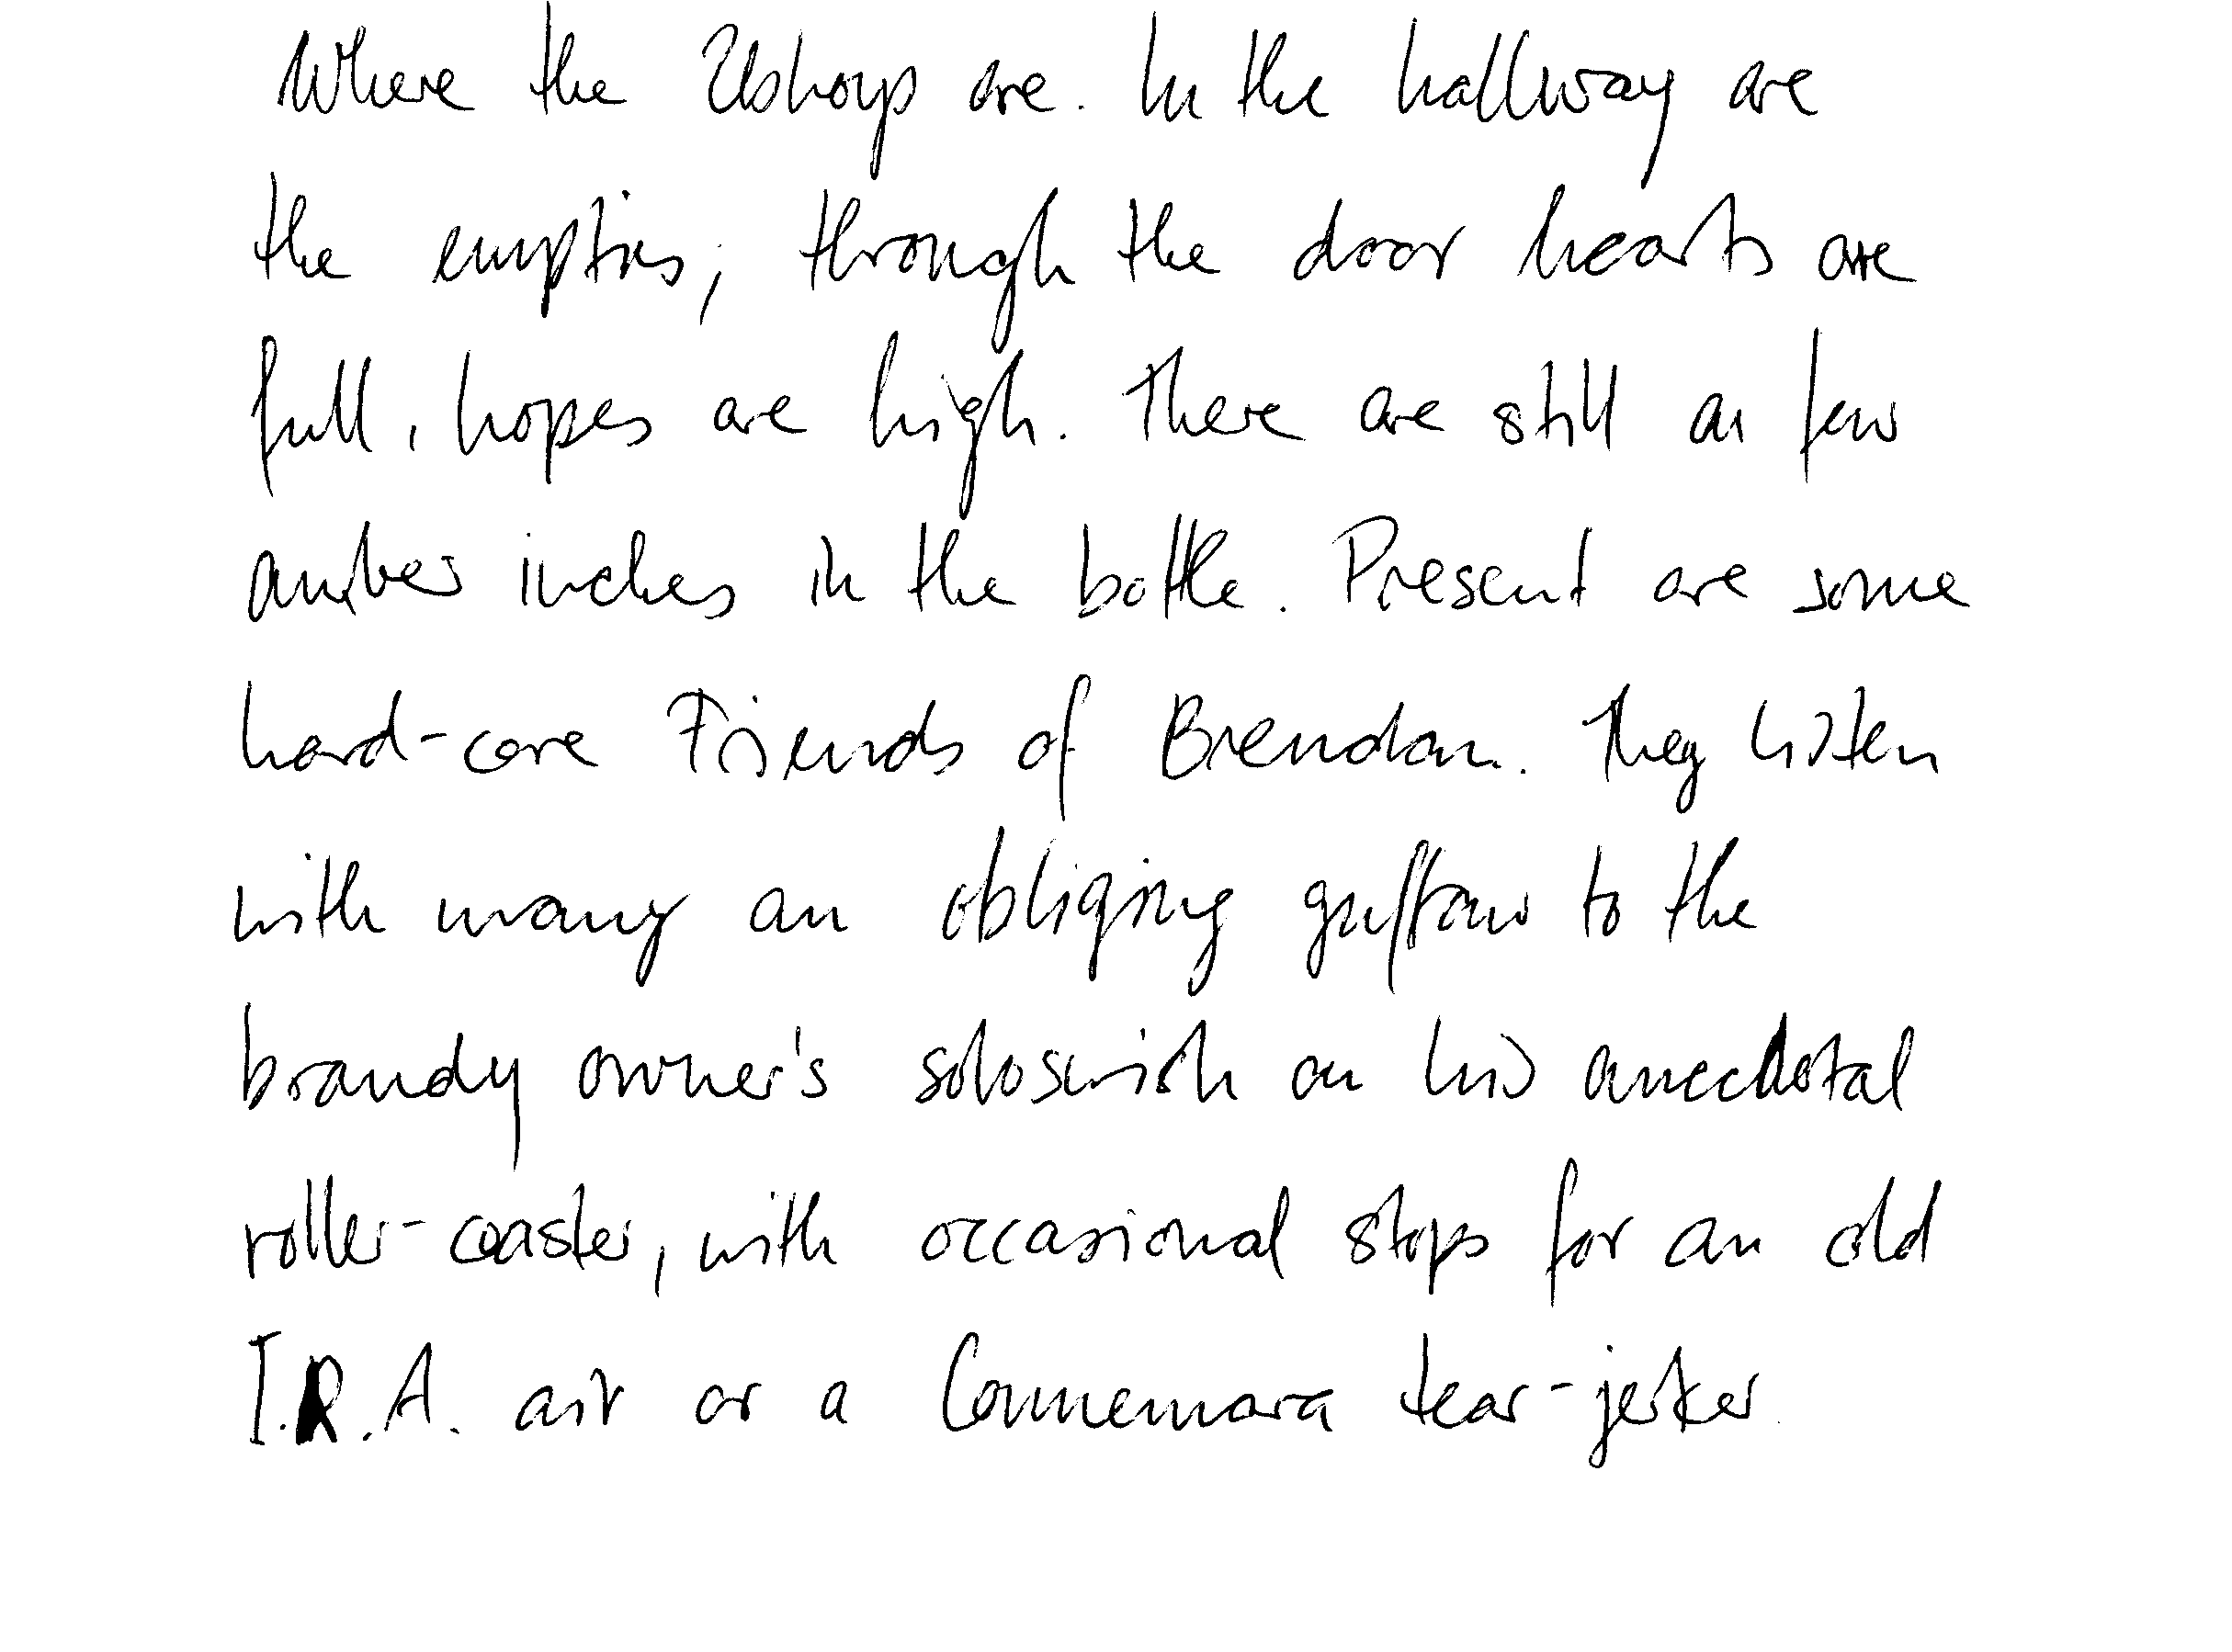 Where the are. In the hallway are
the empties; through the door hearts are
full, hopes are high. There are still a few
amber inches in the bottle. Present are some
hard-core Friends of Brendan. They listen
with many an obliging guffaw to the
brandy owner's soloswish on his anecdotal
roller-coaster, with occasional stops for an old
I.R.A. air or a Connemara tear-jerker.